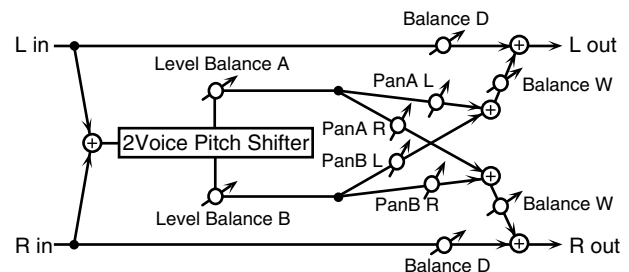 Balance D
L in
L out
Level Balance A
PanA L
Balance W
PanA R
2Voice Pitch Shifter
PanB L
Level Balance B
PanB R
Balance W
R in
R out
Balance D